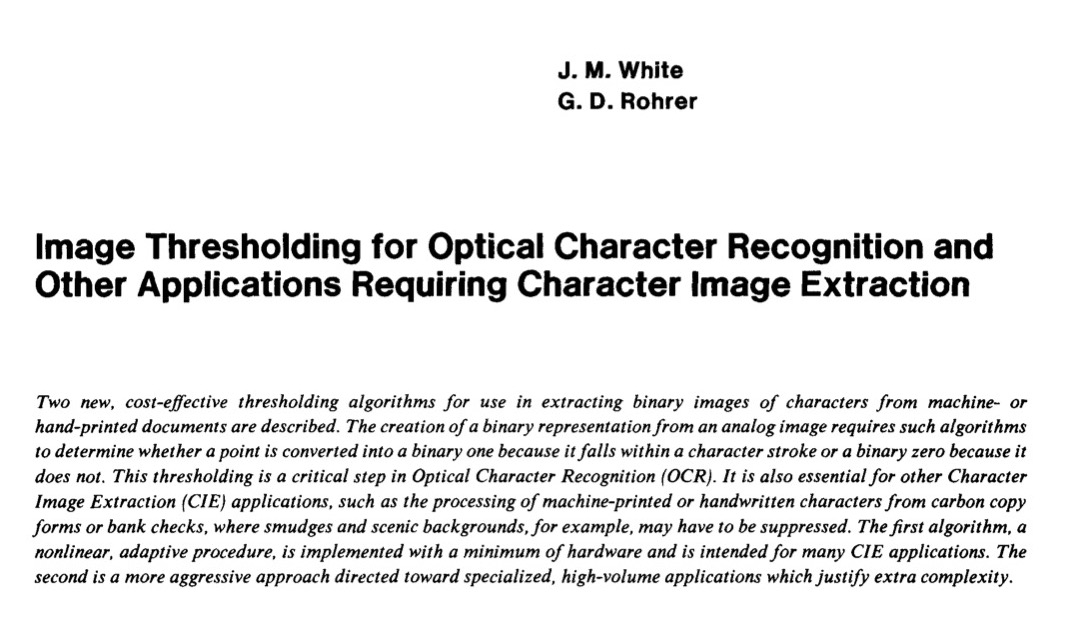 J. M. White
G. D. Rohrer
Image Thresholding for Optical Character Recognition and
Other Applications Requiring Character Image Extraction
Two new, cost-effective thresholding algorithms for use in extracting binary images of characters from machine- or
hand-printed documents are described. The creation of a binary representation from an analog image requires such algorithms
to determine whether a point is converted into a binary one because it falls within a character stroke or a binary zero because it
does not. This thresholding is a critical step in Optical Character Recognition (OCR). It is also essential for other Character
Image Extraction (CIE) applications, such as the processing of machine-printed or handwritten characters from carbon copy
forms or bank checks, where smudges and scenic backgrounds, for example, may have to be suppressed. The first algorithm, a
nonlinear, adaptive procedure, is implemented with a minimum of hardware and is intended for many CIE applications. The
second is a more aggressive approach directed toward specialized, high-volume applications which justify extra complexity.